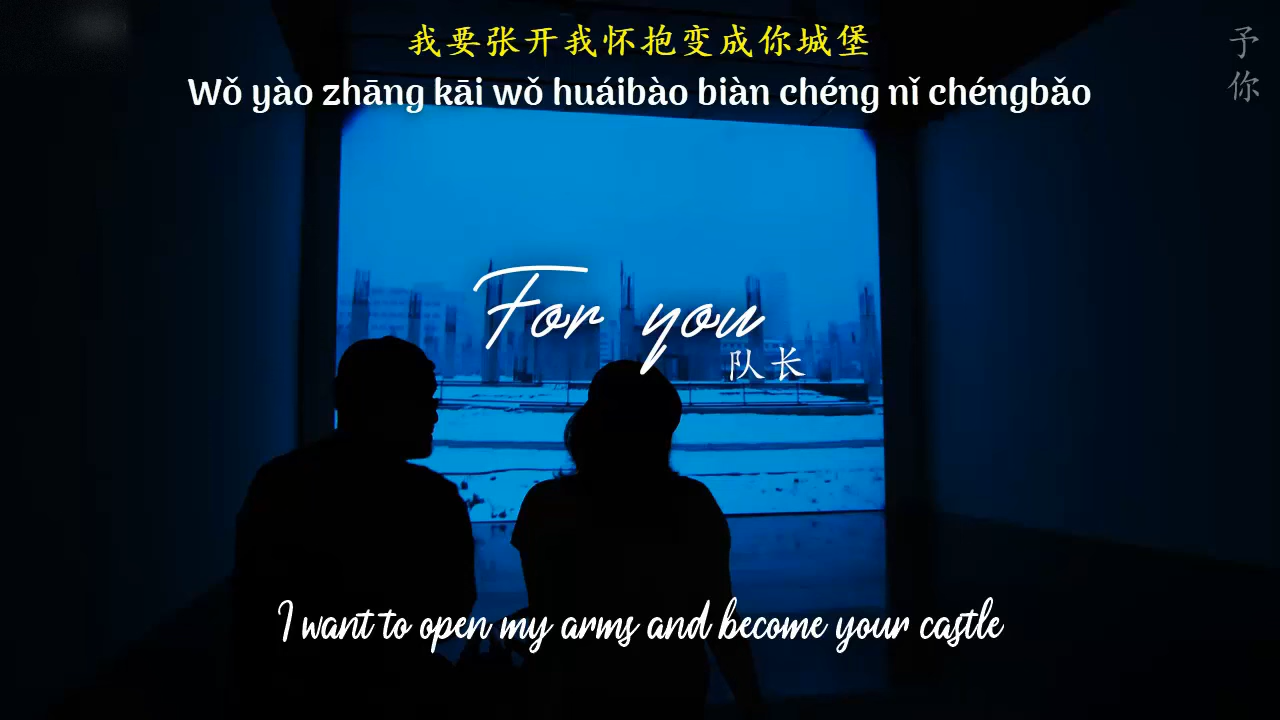 我要张开我怀抱变成你城堡
Wǒ yào zhāng kāi wǒ huáibào biàn chéng nǐ chéngbǎo
予你
For you
队长
I want to open my arms and become your castle